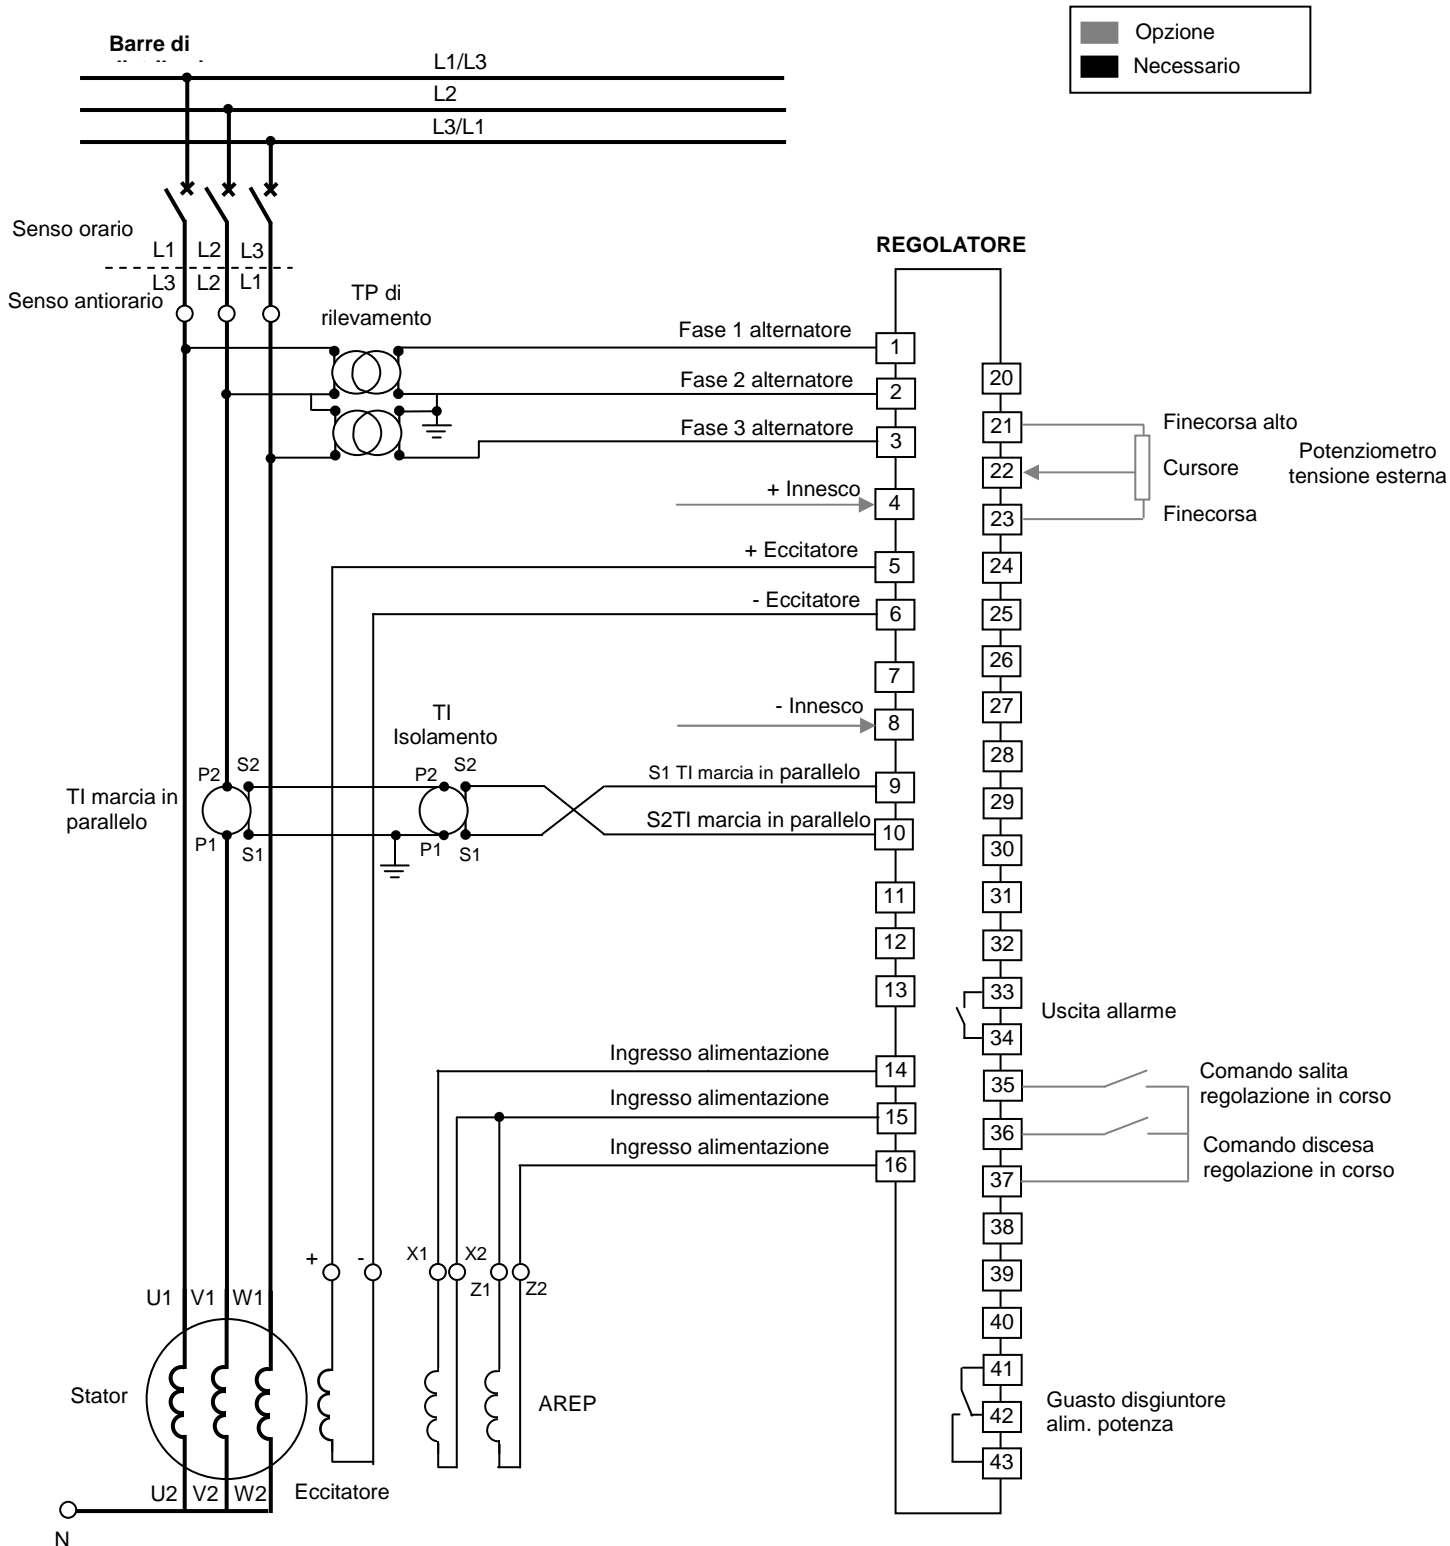 Barre di
L1/L3
L2
L3/L1
Opzione
Necessario
Senso orario
L1 L2 L3
L3 L2 L1
Senso antiorario
TP di
rilevamento
REGOLATORE
Fase 1 alternatore
1
Fase 2 alternatore
2
Fase 3 alternatore
3
+ Innesco
4
+ Eccitatore
5
- Eccitatore
6
7
- Innesco
8
TI
Isolamento
TI marcia in
parallelo
P2 S2
P1 S1
P2 S2
P1 S1
S1 TI marcia in parallelo
9
S2TI marcia in parallelo
10
11
12
13
Ingresso alimentazione
14
Ingresso alimentazione
15
Ingresso alimentazione
16
20
21
Finecorsa alto
22
Cursore
Potenziometro
tensione esterna
23
Finecorsa
24
25
26
27
28
29
30
31
32
33
Uscita allarme
34
35
Comando salita
regolazione in corso
36
Comando discesa
regolazione in corso
37
38
39
40
41
Guasto disgiuntore
alim. potenza
42
43
+ -
X1 X2
Z1 Z2
U1 V1 W1
Stator
AREP
U2 V2 W2
Eccitatore
N